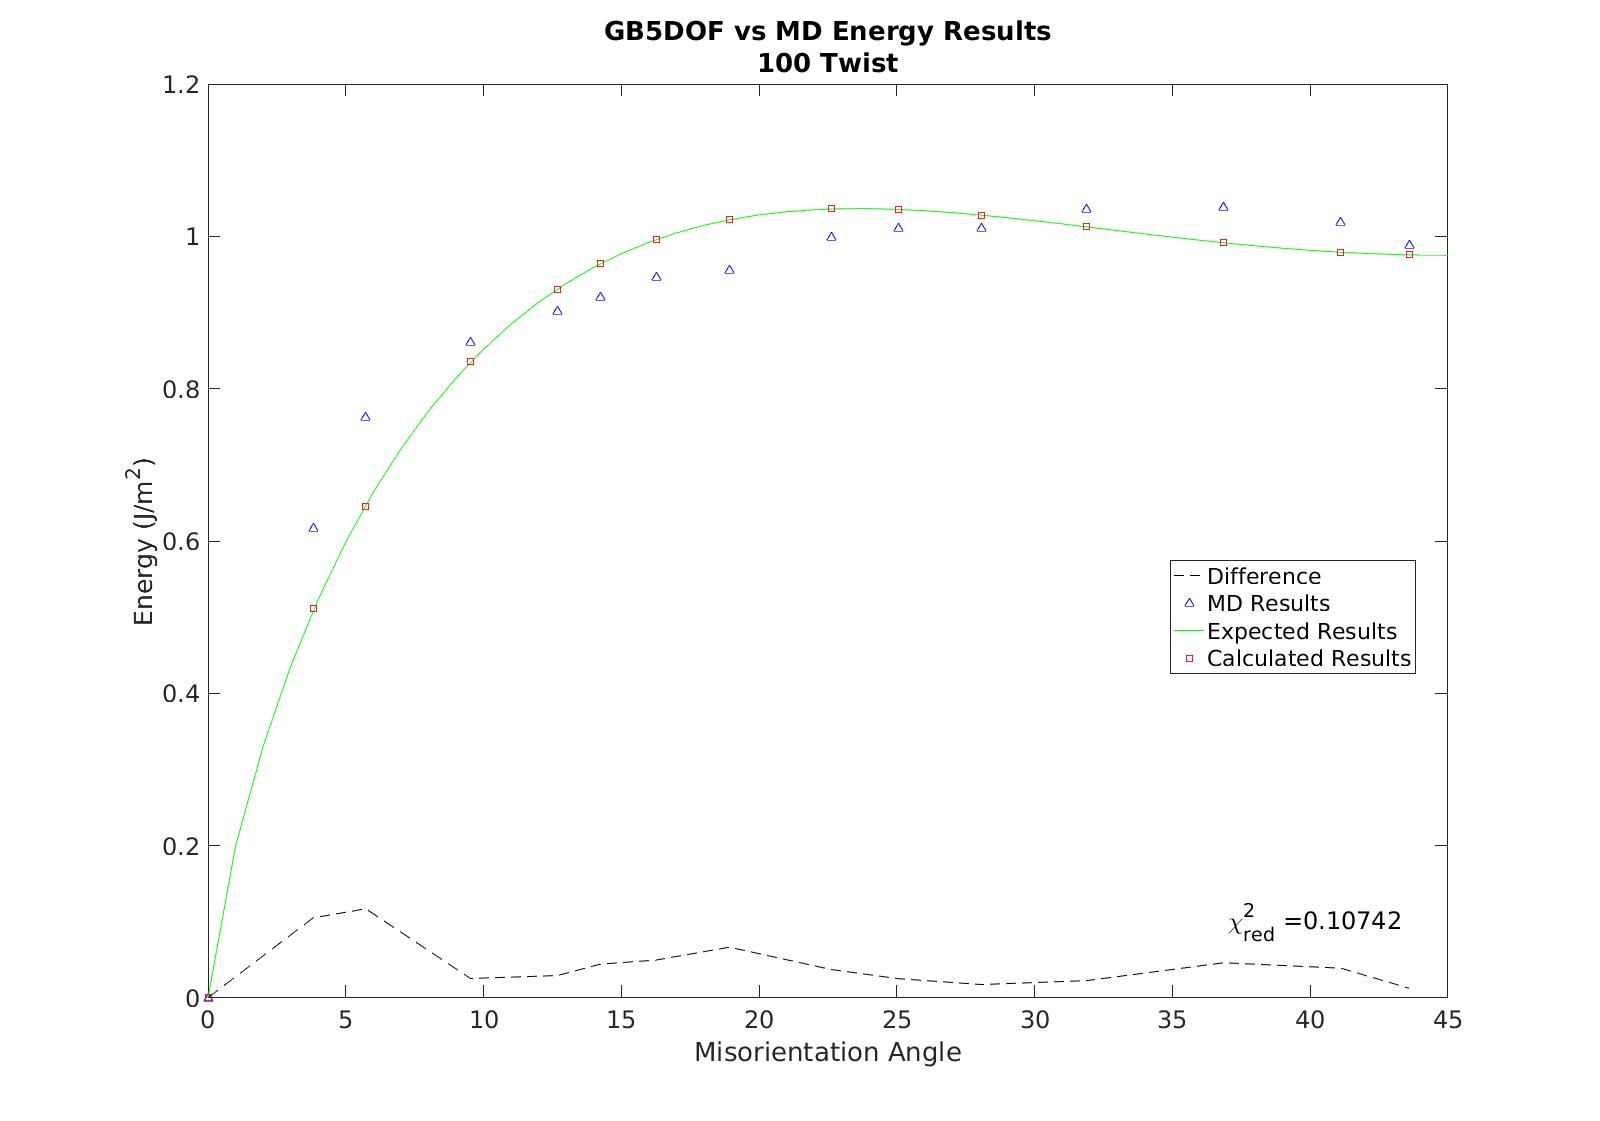 GB5DOF vs MD Energy Results
100 Twist
1.2
1
0.8
0.6
0.4
0.2
0
Energy (J/m²)
0 5 10 15 20 25 30 35 40 45
Misorientation Angle
Difference
MD Results
Expected Results
Calculated Results
χ²red =0.10742